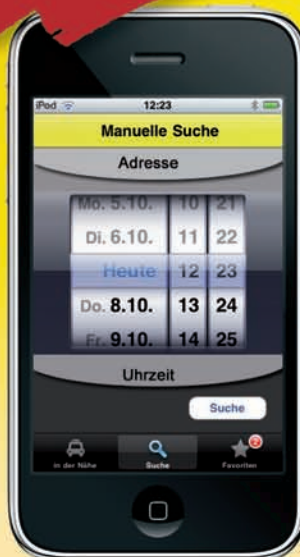 iPod 12:23
Manuelle Suche
Adresse
Mo. 5.10. 10 21
Di. 6.10. 11 22
Heute 12 23
Do. 8.10. 13 24
Fr. 9.10. 14 25
Uhrzeit
Suche
2
in der Nähe Suche Favoriten